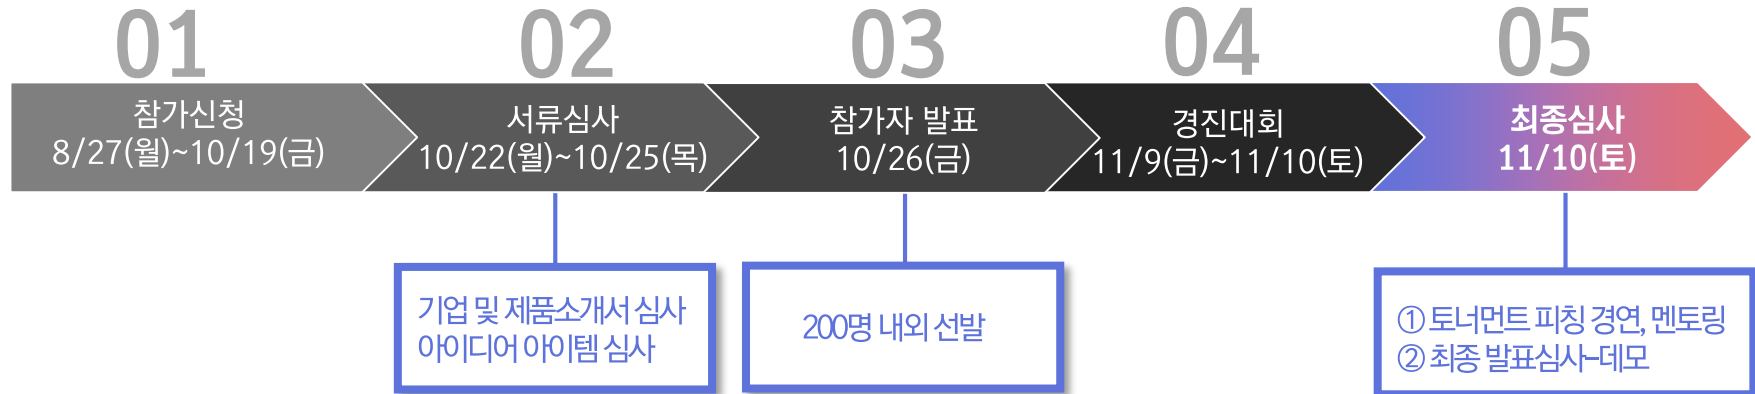 01
참가신청
8/27(월)~10/19(금)
02
서류심사
10/22(월)~10/25(목)
03
참가자 발표
10/26(금)
04
경진대회
11/9(금)~11/10(토)
05
최종심사
11/10(토)
기업 및 제품소개서 심사
아이디어 아이템 심사
200명 내외 선발
① 토너먼트 피칭 경연, 멘토링
② 최종 발표심사-데모